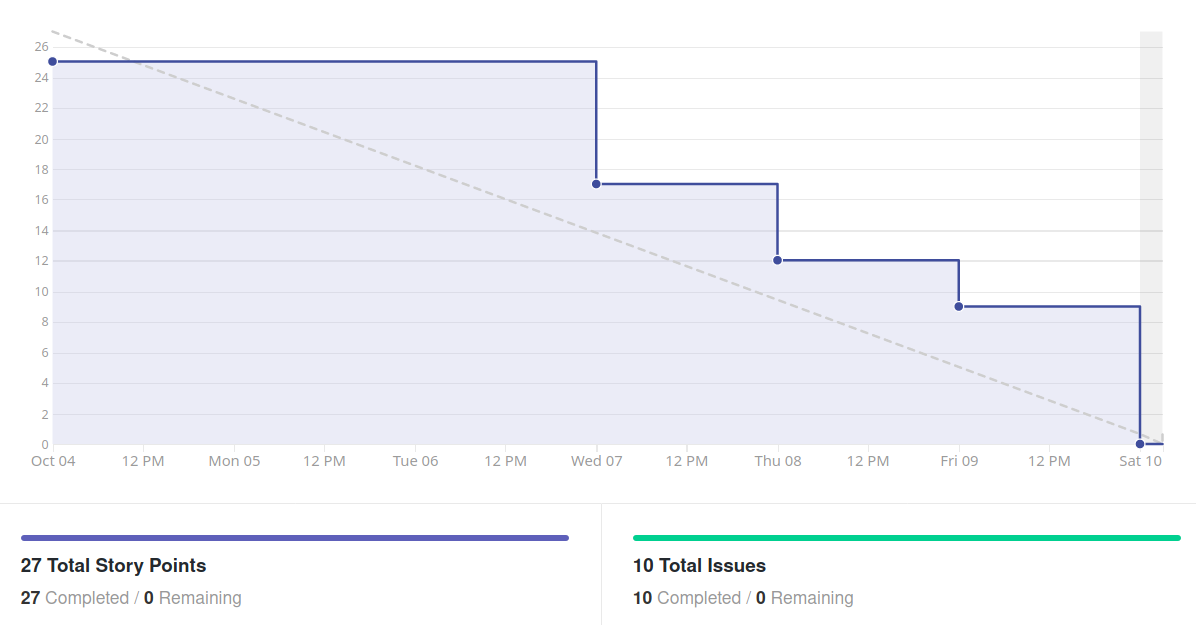 26
24
22
20
18
16
14
12
10
8
6
4
2
0
Oct 04 12 PM Mon 05 12 PM Tue 06 12 PM Wed 07 12 PM Thu 08 12 PM Fri 09 12 PM Sat 10
27 Total Story Points
27 Completed / 0 Remaining
10 Total Issues
10 Completed / 0 Remaining